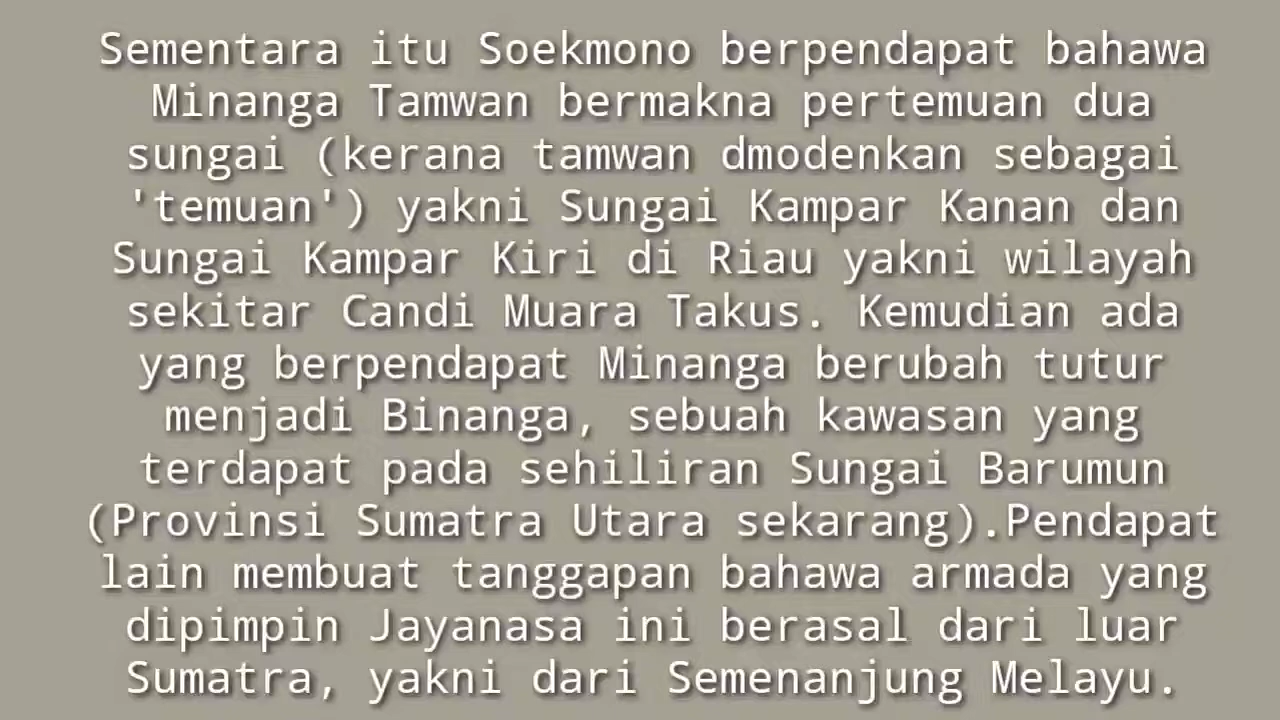 Sementara itu Soekmono berpendapat bahawa
Minanga Tamwan bermakna pertemuan dua
sungai (kerana tamwan dmodenkan sebagai
'temuan') yakni Sungai Kampar Kanan dan
Sungai Kampar Kiri di Riau yakni wilayah
sekitar Candi Muara Takus. Kemudian ada
yang berpendapat Minanga berubah tutur
menjadi Binanga, sebuah kawasan yang
terdapat pada sehiliran Sungai Barumun
(Provinsi Sumatra Utara sekarang).Pendapat
lain membuat tanggapan bahawa armada yang
dipimpin Jayanasa ini berasal dari luar
Sumatra, yakni dari Semenanjung Melayu.